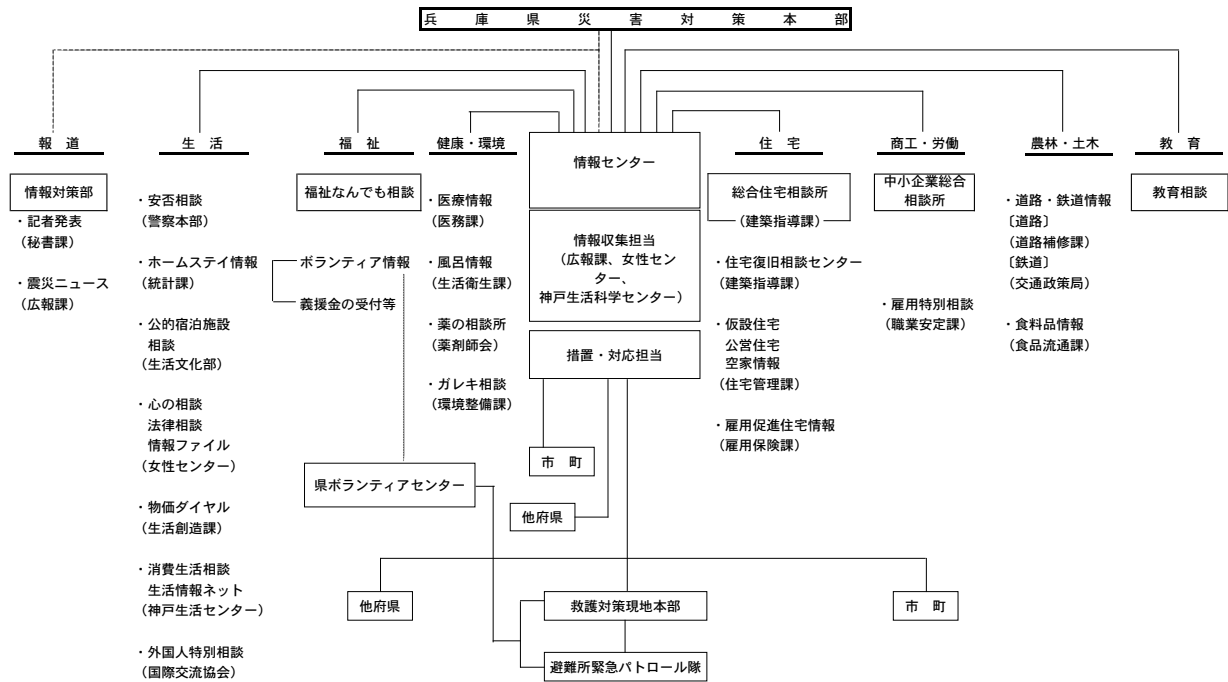 兵庫県災害対策本部
報道
情報対策部
・記者発表
（秘書課）
・震災ニュース
（広報課）
生活
・安否相談
（警察本部）
・ホームステイ情報
（統計課）
・公的宿泊施設
相談
（生活文化部）
・心の相談
法律相談
情報ファイル
（女性センター）
・物価ダイヤル
（生活創造課）
・消費生活相談
生活情報ネット
（神戸生活センター）
・外国人特別相談
（国際交流協会）
福祉
福祉なんでも相談
ボランティア情報
義援金の受付等
県ボランティアセンター
健康・環境
・医療情報
（医務課）
・風呂情報
（生活衛生課）
・薬の相談所
（薬剤師会）
・ガレキ相談
（環境整備課）
情報センター
情報収集担当
（広報課、女性セン
ター、
神戸生活科学センター）
措置・対応担当
市町
他府県
他府県
救護対策現地本部
避難所緊急パトロール隊
市町
住宅
総合住宅相談所
（建築指導課）
・住宅復旧相談センター
（建築指導課）
・仮設住宅
公営住宅
空家情報
（住宅管理課）
・雇用促進住宅情報
（雇用保険課）
商工・労働
中小企業総合
相談所
・雇用特別相談
（職業安定課）
農林・土木
・道路・鉄道情報
〔道路〕
（道路補修課）
〔鉄道〕
（交通政策局）
・食料品情報
（食品流通課）
教育
教育相談